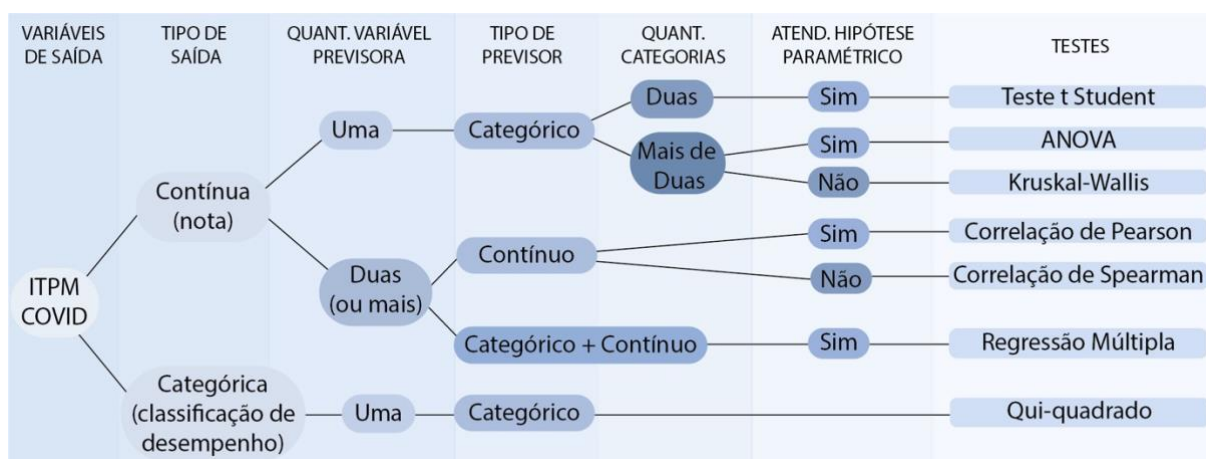 VARIÁVEIS
DE SAÍDA
TIPO DE
SAÍDA
QUANT. VARIÁVEL
PREVISORA
TIPO DE
PREVISOR
QUANT.
CATEGORIAS
ATEND. HIPÓTESE
PARAMÉTRICO
TESTES
ITPM
COVID
Contínua
(nota)
Uma
Categórico
Duas
Sim
Teste t Student
Mais de
Duas
Sim
ANOVA
Não
Kruskal-Wallis
Duas
(ou mais)
Contínuo
Sim
Correlação de Pearson
Não
Correlação de Spearman
Categórico + Contínuo
Sim
Regressão Múltipla
Categórica
(classificação de
desempenho)
Uma
Categórico
Qui-quadrado